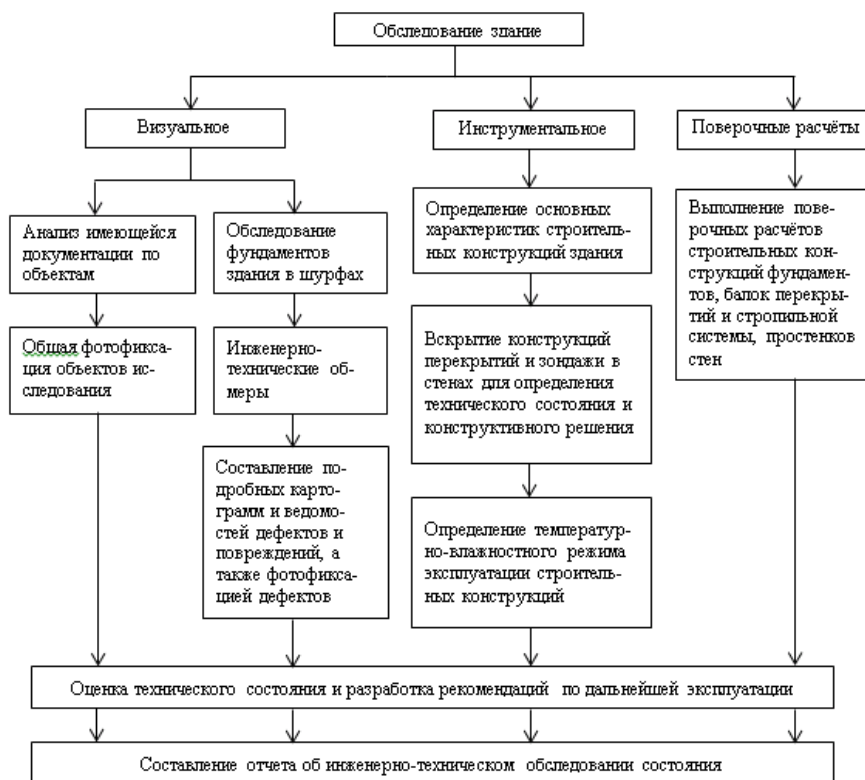 Обследование здание
Визуальное
Инструментальное
Поверочные расчёты
Анализ имеющейся
документации по
объектам
Обследование
фундаментов
здания в шурфах
Определение основных
характеристик строитель-
ных конструкций здания
Выполнение пове-
рочных расчётов
строительных кон-
струкций фундамен-
тов, балок перекры-
тий и стропильной
системы, простенков
стен
Общая фотофикса-
ция объектов ис-
следования
Инженерно-
технические об-
меры
Вскрытие конструкций
перекрытий и зондажи в
стенах для определения
технического состояния и
конструктивного решения
Составление по-
дробных карто-
грамм и ведомо-
стей дефектов и
повреждений, а
также фотофикса-
цией дефектов
Определение температур-
но-влажностного режима
эксплуатации строитель-
ных конструкций
Оценка технического состояния и разработка рекомендаций по дальнейшей эксплуатации
Составление отчета об инженерно-техническом обследовании состояния